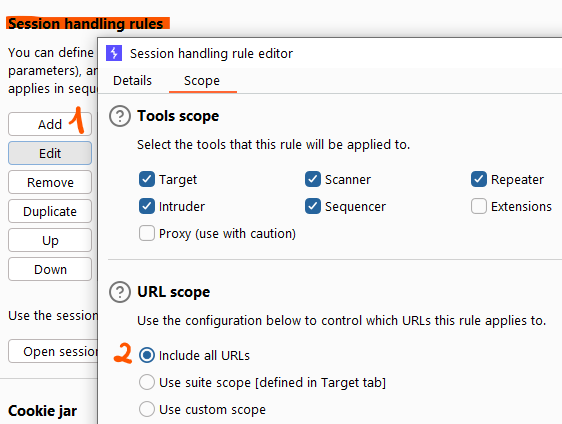 Session handling rules
You can define
parameters), ar
applies in sequ
1
Add
Edit
Remove
Duplicate
Up
Down
Use the session
Open session
Cookie jar
Session handling rule editor
Details Scope
Tools scope
Select the tools that this rule will be applied to.
Target Scanner Repeater
Intruder Sequencer Extensions
Proxy (use with caution)
URL scope
Use the configuration below to control which URLs this rule applies to.
2 Include all URLs
Use suite scope [defined in Target tab]
Use custom scope